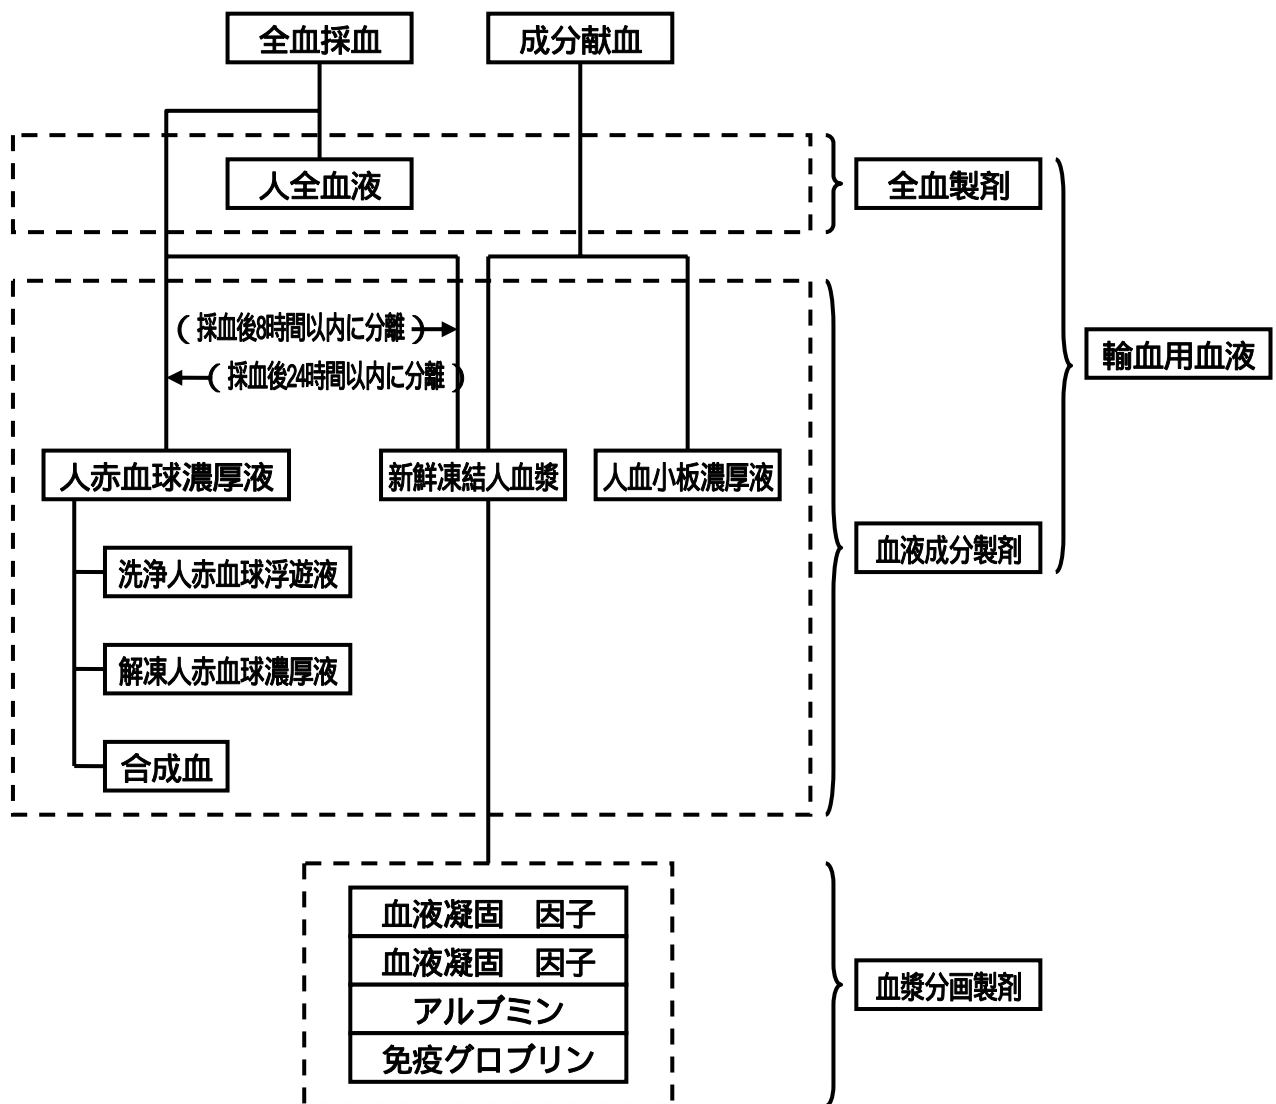 全血採血
成分献血
人全血液
全血製剤
（採血後8時間以内に分離）
（採血後24時間以内に分離）
輸血用血液
人赤血球濃厚液
新鮮凍結人血漿
人血小板濃厚液
血液成分製剤
洗浄人赤血球浮遊液
解凍人赤血球濃厚液
合成血
血液凝固　因子
血液凝固　因子
血漿分画製剤
アルブミン
免疫グロブリン